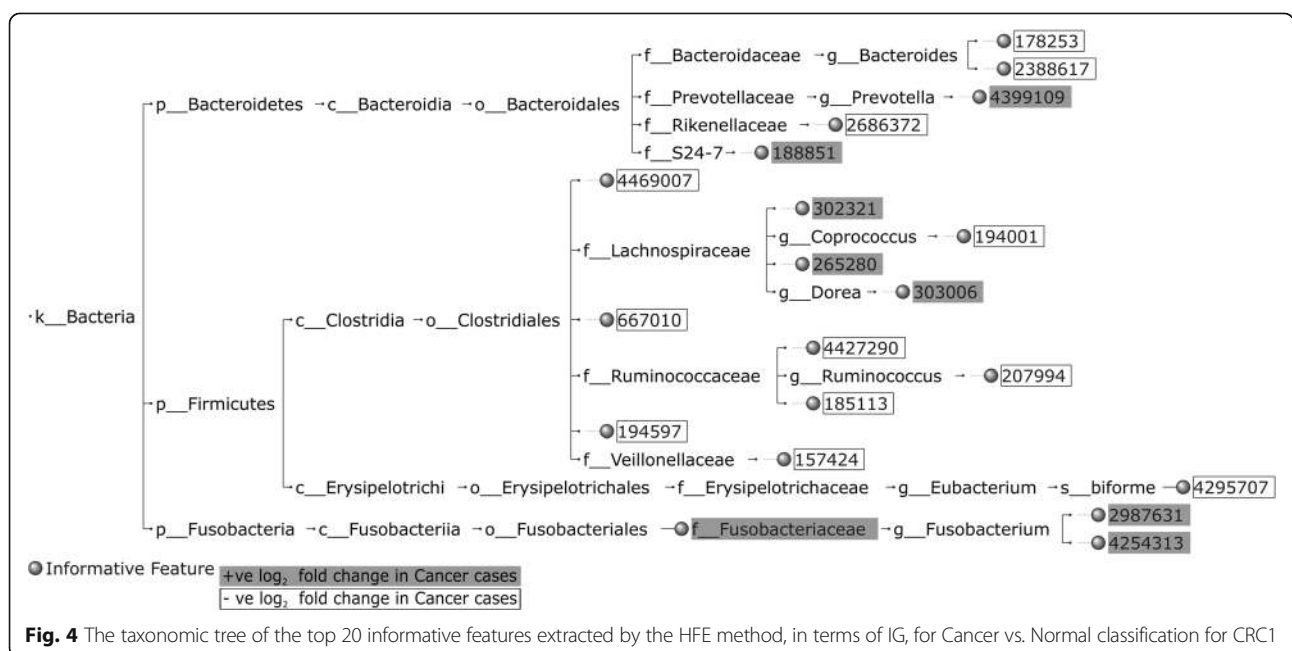 178253
f__Bacteroidaceae → g__Bacteroides
2388617
p__Bacteroidetes → c__Bacteroidia → o__Bacteroidales
f__Prevotellaceae → g__Prevotella → 4399109
f__Rikenellaceae → 2686372
f__S24-7 → 188851
4469007
302321
f__Lachnospiraceae
g__Coprococcus → 194001
265280
g__Dorea → 303006
·k__Bacteria
c__Clostridia → o__Clostridiales
667010
4427290
f__Ruminococcaceae
g__Ruminococcus → 207994
185113
p__Firmicutes
194597
f__Veillonellaceae → 157424
c__Erysipelotrichi → o__Erysipelotrichales → f__Erysipelotrichaceae → g__Eubacterium → s__biforme 4295707
2987631
p__Fusobacteria → c__Fusobacteriia → o__Fusobacteriales f__Fusobacteriaceae → g__Fusobacterium
4254313
Informative Feature
+ve log₂ fold change in Cancer cases
- ve log₂ fold change in Cancer cases
Fig. 4 The taxonomic tree of the top 20 informative features extracted by the HFE method, in terms of IG, for Cancer vs. Normal classification for CRC1